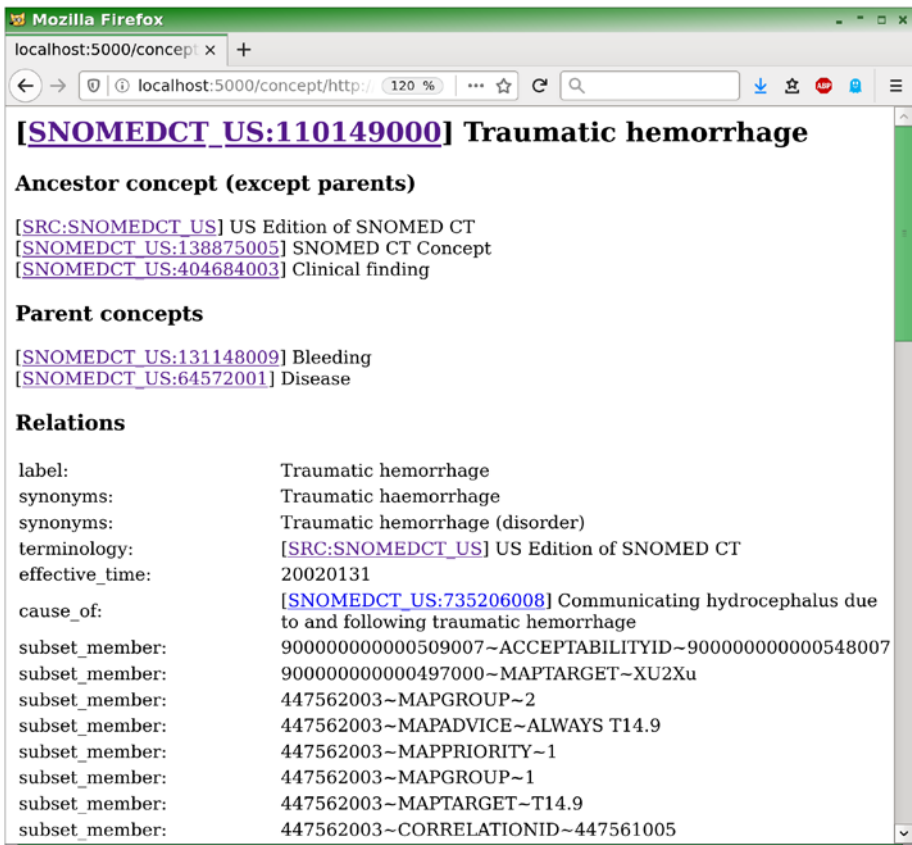 Mozilla Firefox
localhost:5000/concept × +
localhost:5000/concept/http:// 120 % ··· 
[SNOMEDCT_US:110149000] Traumatic hemorrhage
Ancestor concept (except parents)
[SRC:SNOMEDCT_US] US Edition of SNOMED CT
[SNOMEDCT_US:138875005] SNOMED CT Concept
[SNOMEDCT_US:404684003] Clinical finding
Parent concepts
[SNOMEDCT_US:131148009] Bleeding
[SNOMEDCT_US:64572001] Disease
Relations
label: Traumatic hemorrhage
synonyms: Traumatic haemorrhage
synonyms: Traumatic hemorrhage (disorder)
terminology: [SRC:SNOMEDCT_US] US Edition of SNOMED CT
effective_time: 20020131
cause_of: [SNOMEDCT_US:735206008] Communicating hydrocephalus due
to and following traumatic hemorrhage
subset_member: 900000000000509007~ACCEPTABILITYID~900000000000548007
subset_member: 900000000000497000~MAPTARGET~XU2Xu
subset_member: 447562003~MAPGROUP~2
subset_member: 447562003~MAPADVICE~ALWAYS T14.9
subset_member: 447562003~MAPPRIORITY~1
subset_member: 447562003~MAPGROUP~1
subset_member: 447562003~MAPTARGET~T14.9
subset_member: 447562003~CORRELATIONID~447561005